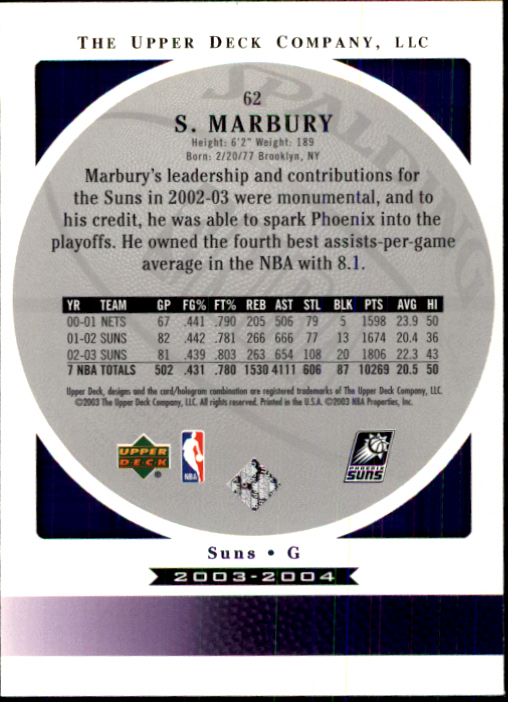 THE UPPER DECK COMPANY, LLC
SPALDING
62
S. MARBURY
Height: 6'2" Weight: 189
Born: 2/20/77 Brooklyn, NY
Marbury's leadership and contributions for
the Suns in 2002-03 were monumental, and to
his credit, he was able to spark Phoenix into the
playoffs. He owned the fourth best assists-per-game
average in the NBA with 8.1.
YR TEAM GP FG% FT% REB AST STL BLK PTS AVG HI
00-01 NETS 67 .441 .790 205 506 79 5 1598 23.9 50
01-02 SUNS 82 .442 .781 266 666 77 13 1674 20.4 36
02-03 SUNS 81 .439 .803 263 654 108 20 1806 22.3 43
7 NBA TOTALS 502 .431 .780 1530 4111 606 87 10269 20.5 50
Upper Deck, designs and the card/hologram combination are registered trademarks of The Upper Deck Company, LLC.
©2003 The Upper Deck Company, LLC. All rights reserved. Printed in the U.S.A. ©2003 NBA Properties, Inc.
UPPER
DECK
NBA
PHOENIX
SUNS
Suns • G
2003-2004